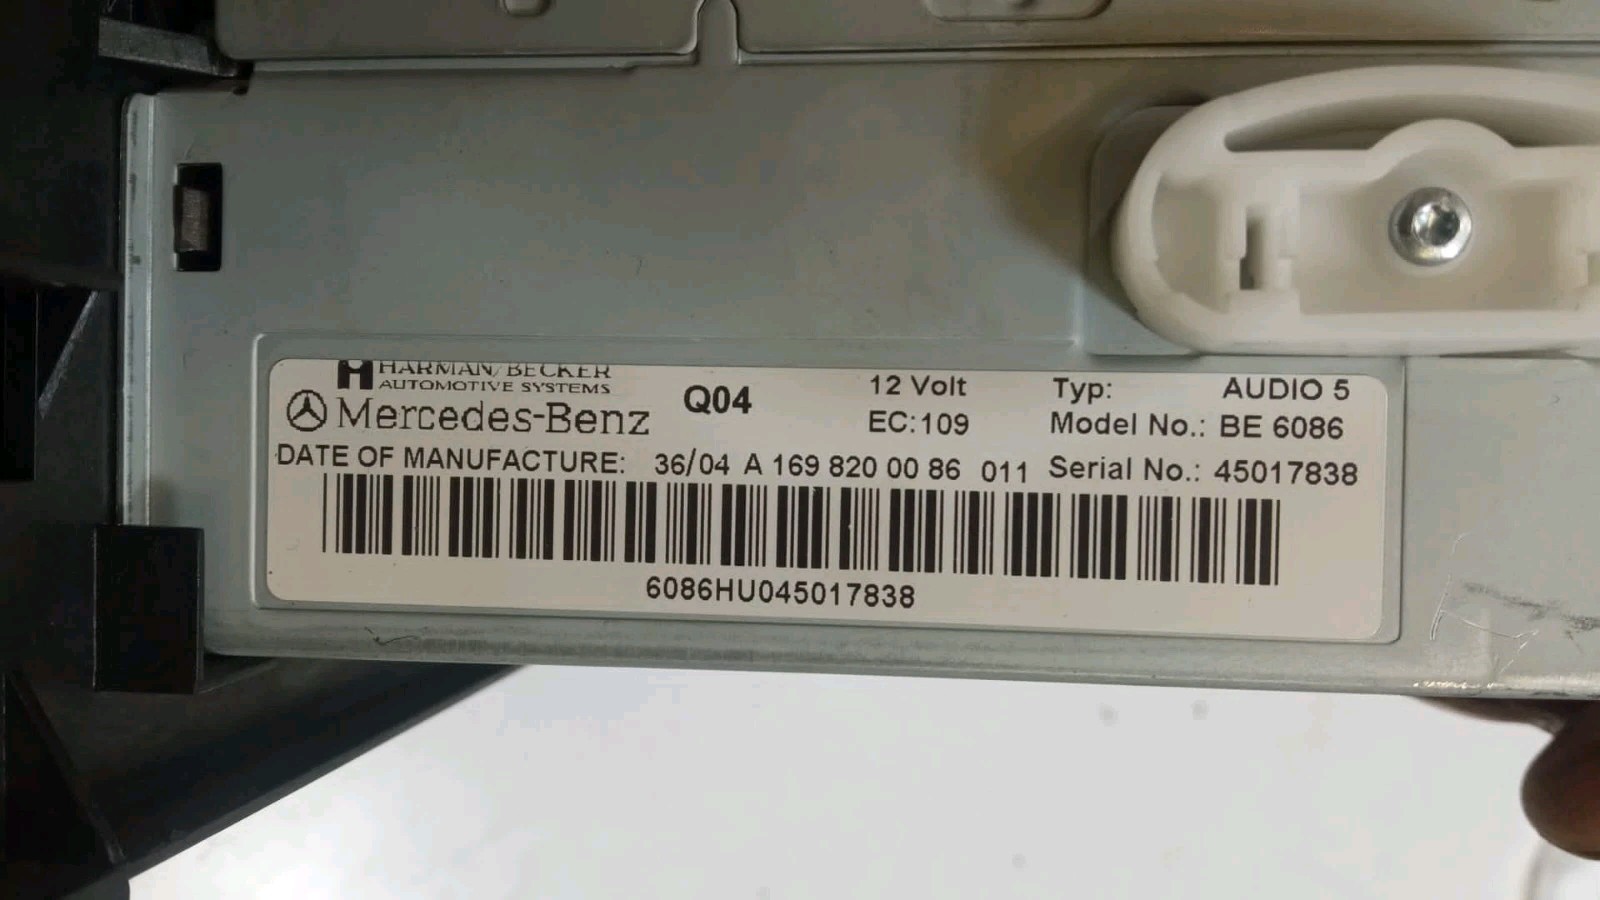 HARMAN/BECKER
AUTOMOTIVE SYSTEMS
Mercedes-Benz
Q04
12 Volt
EC:109
Typ: AUDIO 5
Model No.: BE 6086
DATE OF MANUFACTURE: 36/04 A 169 820 00 86 011 Serial No.: 45017838
6086HU045017838